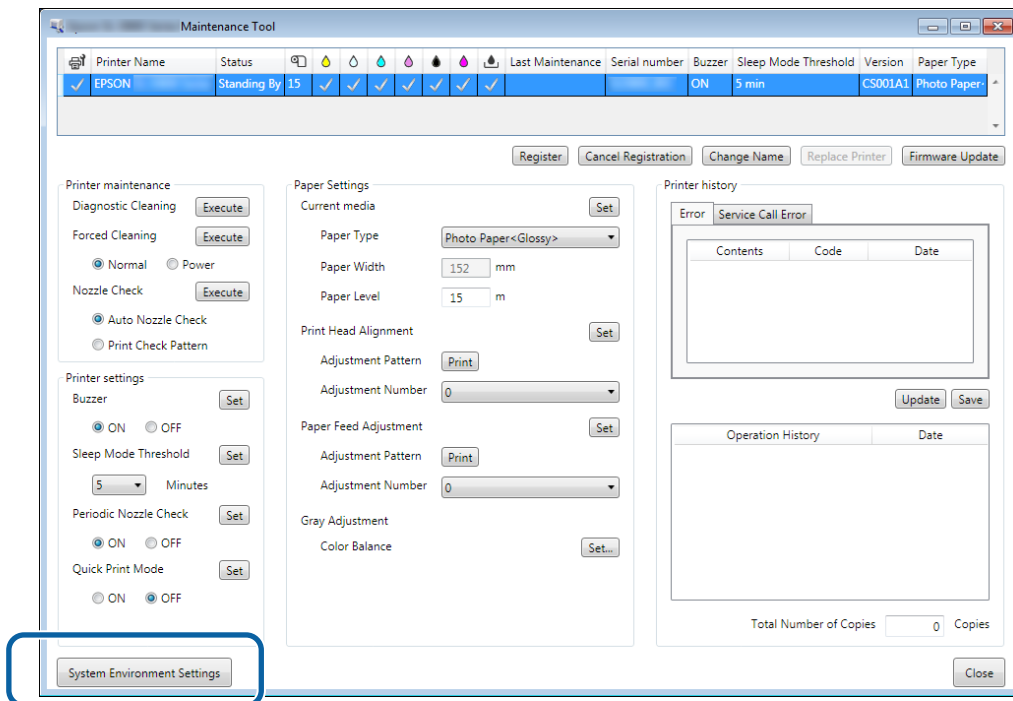 Maintenance Tool
Printer Name Status Last Maintenance Serial number Buzzer Sleep Mode Threshold Version Paper Type
EPSON Standing By 15 ON 5 min CS001A1 Photo Paper-
Register Cancel Registration Change Name Replace Printer Firmware Update
Printer maintenance
Diagnostic Cleaning Execute
Forced Cleaning Execute
Normal Power
Nozzle Check Execute
Auto Nozzle Check
Print Check Pattern
Printer settings
Buzzer Set
ON OFF
Sleep Mode Threshold Set
5 Minutes
Periodic Nozzle Check Set
ON OFF
Quick Print Mode Set
ON OFF
Paper Settings
Current media Set
Paper Type Photo Paper<Glossy>
Paper Width 152 mm
Paper Level 15 m
Print Head Alignment Set
Adjustment Pattern Print
Adjustment Number 0
Paper Feed Adjustment Set
Adjustment Pattern Print
Adjustment Number 0
Gray Adjustment
Color Balance Set...
Printer history
Error Service Call Error
Contents Code Date
Update Save
Operation History Date
Total Number of Copies 0 Copies
System Environment Settings Close